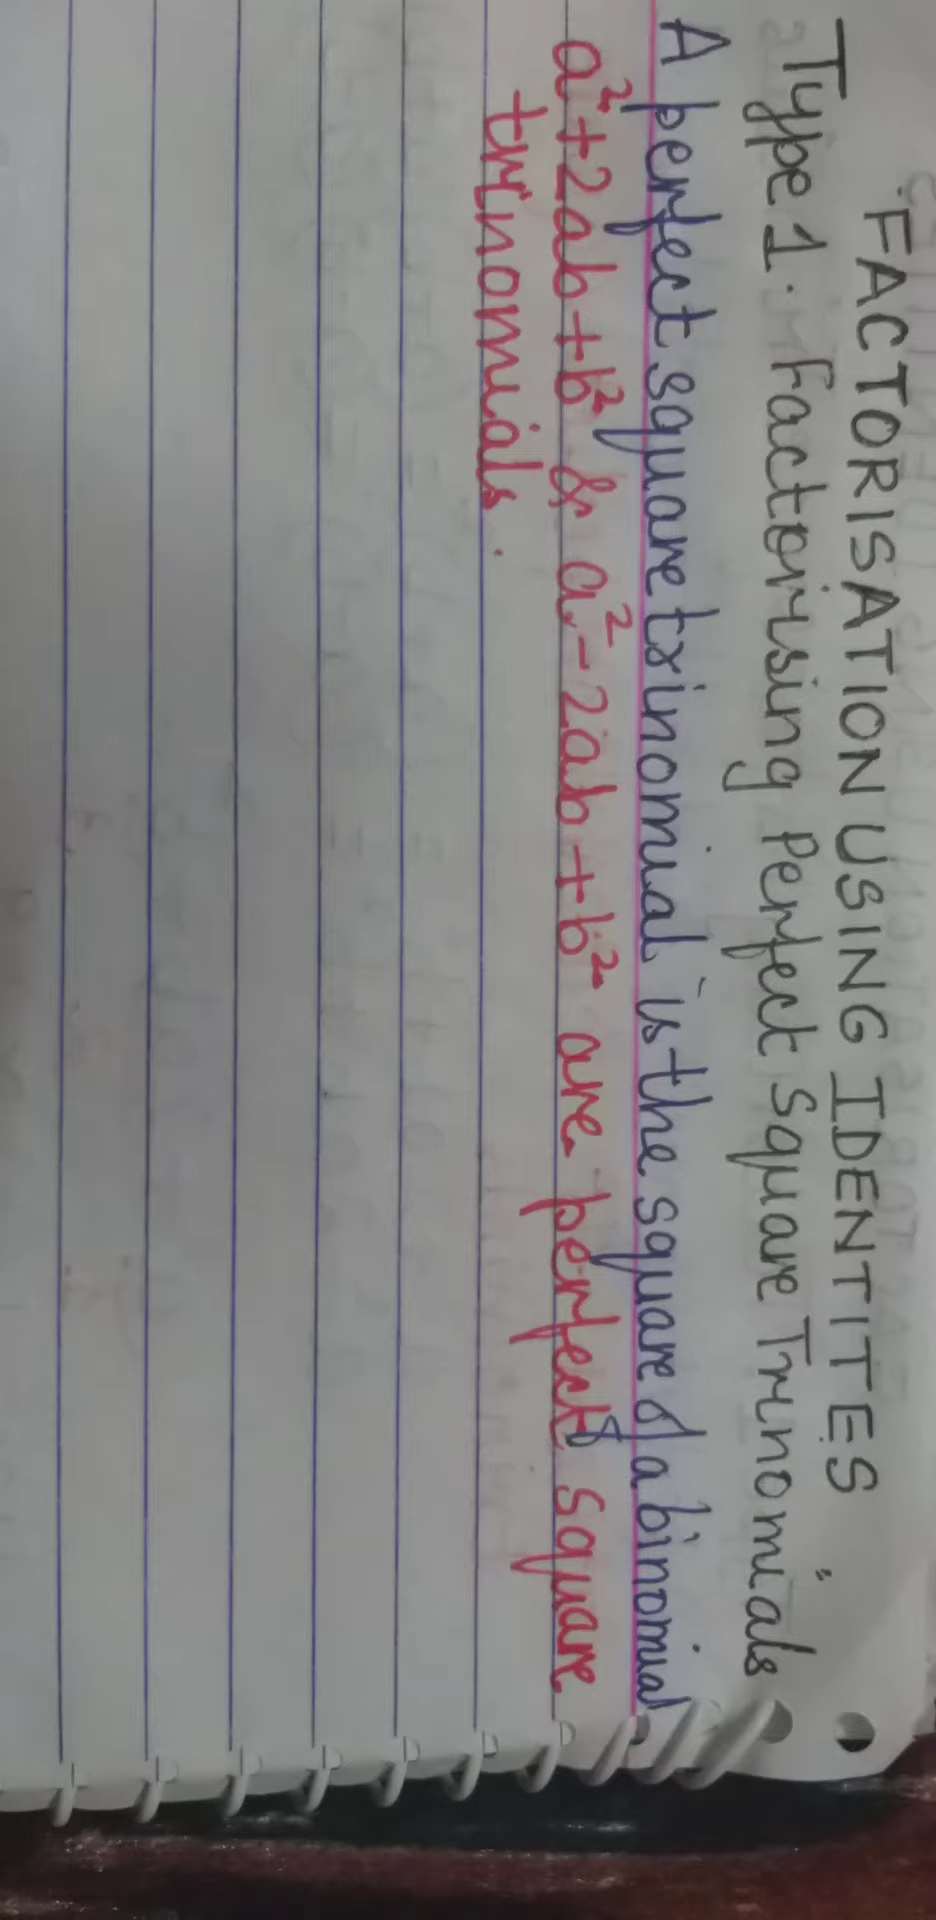 FACTORISATION USING IDENTITES
Type 1. Factorising Perfect Square Trinomials
A perfect square trinomial is the square of a binomial
a²+2ab+b² & a²-2ab+b² are perfect square
trinomials.